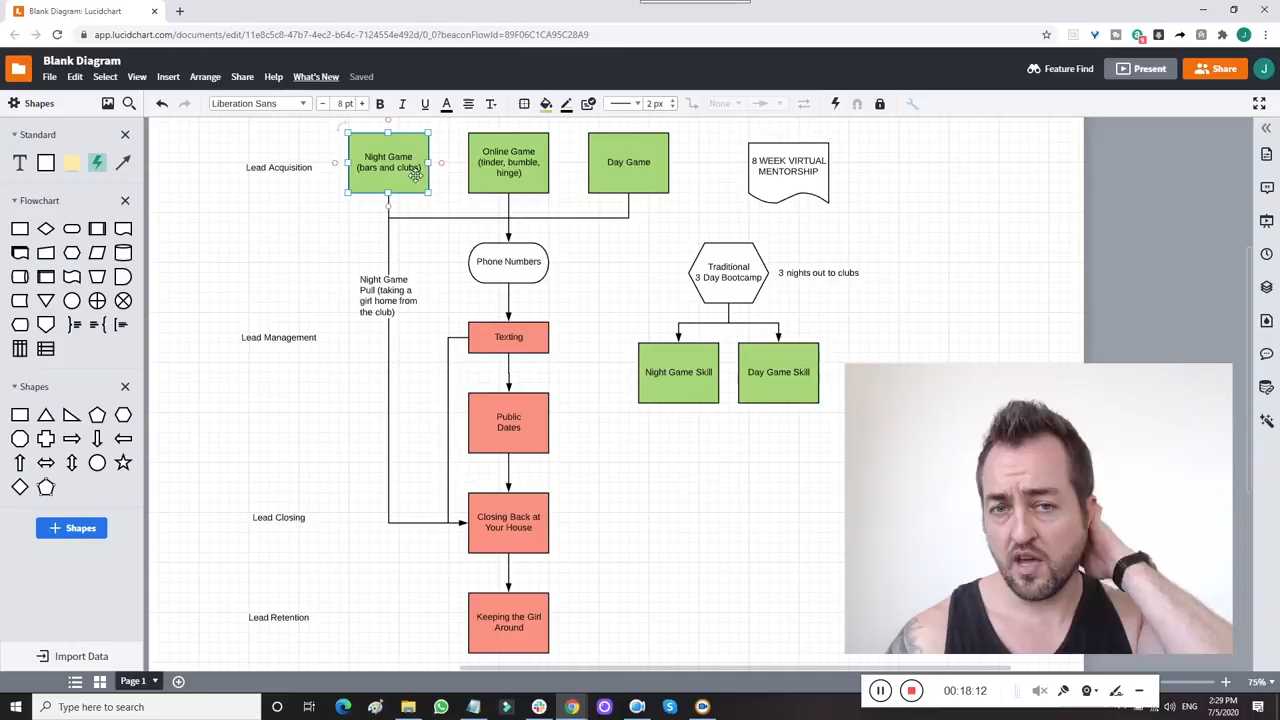 Blank Diagram: Lucidchart
app.lucidchart.com/documents/edit/11e8c5c8-47b7-4ec2-b64c-7124554e492d/0_0?beaconFlowId=89F06C1CA95C28A9
Blank Diagram
File Edit Select View Insert Arrange Share Help What's New Saved
Feature Find
Present
Share
J
Shapes
Liberation Sans
8 pt
2 px
None
Standard
Flowchart
Shapes
+ Shapes
Import Data
Lead Acquisition
Night Game
(bars and clubs)
Online Game
(tinder, bumble,
hinge)
Day Game
8 WEEK VIRTUAL
MENTORSHIP
Phone Numbers
Night Game
Pull (taking a
girl home from
the club)
Traditional
3 Day Bootcamp
3 nights out to clubs
Lead Management
Texting
Night Game Skill
Day Game Skill
Public
Dates
Lead Closing
Closing Back at
Your House
Lead Retention
Keeping the Girl
Around
Page 1
75%
00:18:12
Type here to search
ENG
2:29 PM
7/5/2020